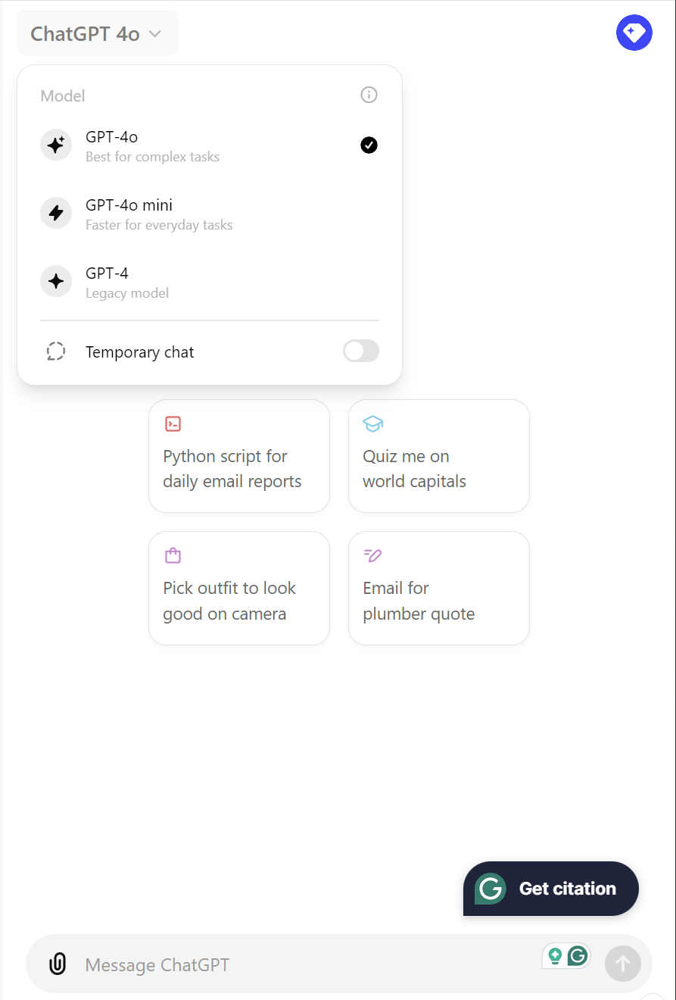 ChatGPT 4o
Model
GPT-4o
Best for complex tasks
GPT-4o mini
Faster for everyday tasks
GPT-4
Legacy model
Temporary chat
Python script for
daily email reports
Quiz me on
world capitals
Pick outfit to look
good on camera
Email for
plumber quote
Get citation
Message ChatGPT